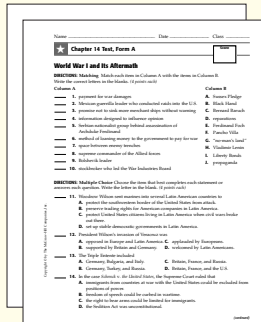 Name Date Class
Chapter 14 Test, Form A
Score
World War I and Its Aftermath
DIRECTIONS: Matching Match each item in Column A with the items in Column B.
Write the correct letters in the blanks. (4 points each)
Column A Column B
1. payment for war damages A. Sussex Pledge
2. Mexican guerrilla leader who conducted raids into the U.S. B. Black Hand
3. promise not to sink more merchant ships without warning C. Bernard Baruch
4. information designed to influence opinion D. reparations
5. Serbian nationalist group behind assassination of E. Ferdinand Foch
Archduke Ferdinand F. Pancho Villa
6. method of loaning money to the government to pay for war G. "no-man's land"
7. space between enemy trenches H. Vladimir Lenin
8. supreme commander of the Allied forces I. Liberty Bonds
9. Bolshevik leader J. propaganda
10. stockbroker who led the War Industries Board
DIRECTIONS: Multiple Choice Choose the item that best completes each statement or
answers each question. Write the letter in the blank. (4 points each)
11. Woodrow Wilson sent marines into several Latin American countries to
A. protect the southwestern border of the United States from attack.
B. preserve trading rights for American companies in Latin America.
C. protect United States citizens living in Latin America when civil wars broke
out there.
D. set up stable democratic governments in Latin America.
12. President Wilson's invasion of Veracruz was
A. opposed in Europe and Latin America. C. applauded by Europeans.
B. supported by Britain and Germany. D. welcomed by Latin Americans.
13. The Triple Entente included
A. Germany, Bulgaria, and Italy. C. Britain, France, and Russia.
B. Germany, Turkey, and Russia. D. Britain, France, and the U.S.
14. In the case Schenck v. the United States, the Supreme Court ruled that
A. immigrants from countries at war with the United States could be excluded from
positions of power.
B. freedom of speech could be curbed in wartime.
C. the right to bear arms could be limited for immigrants.
D. the Sedition Act was unconstitutional.
(continued)
Copyright © by The McGraw-Hill Companies, Inc.